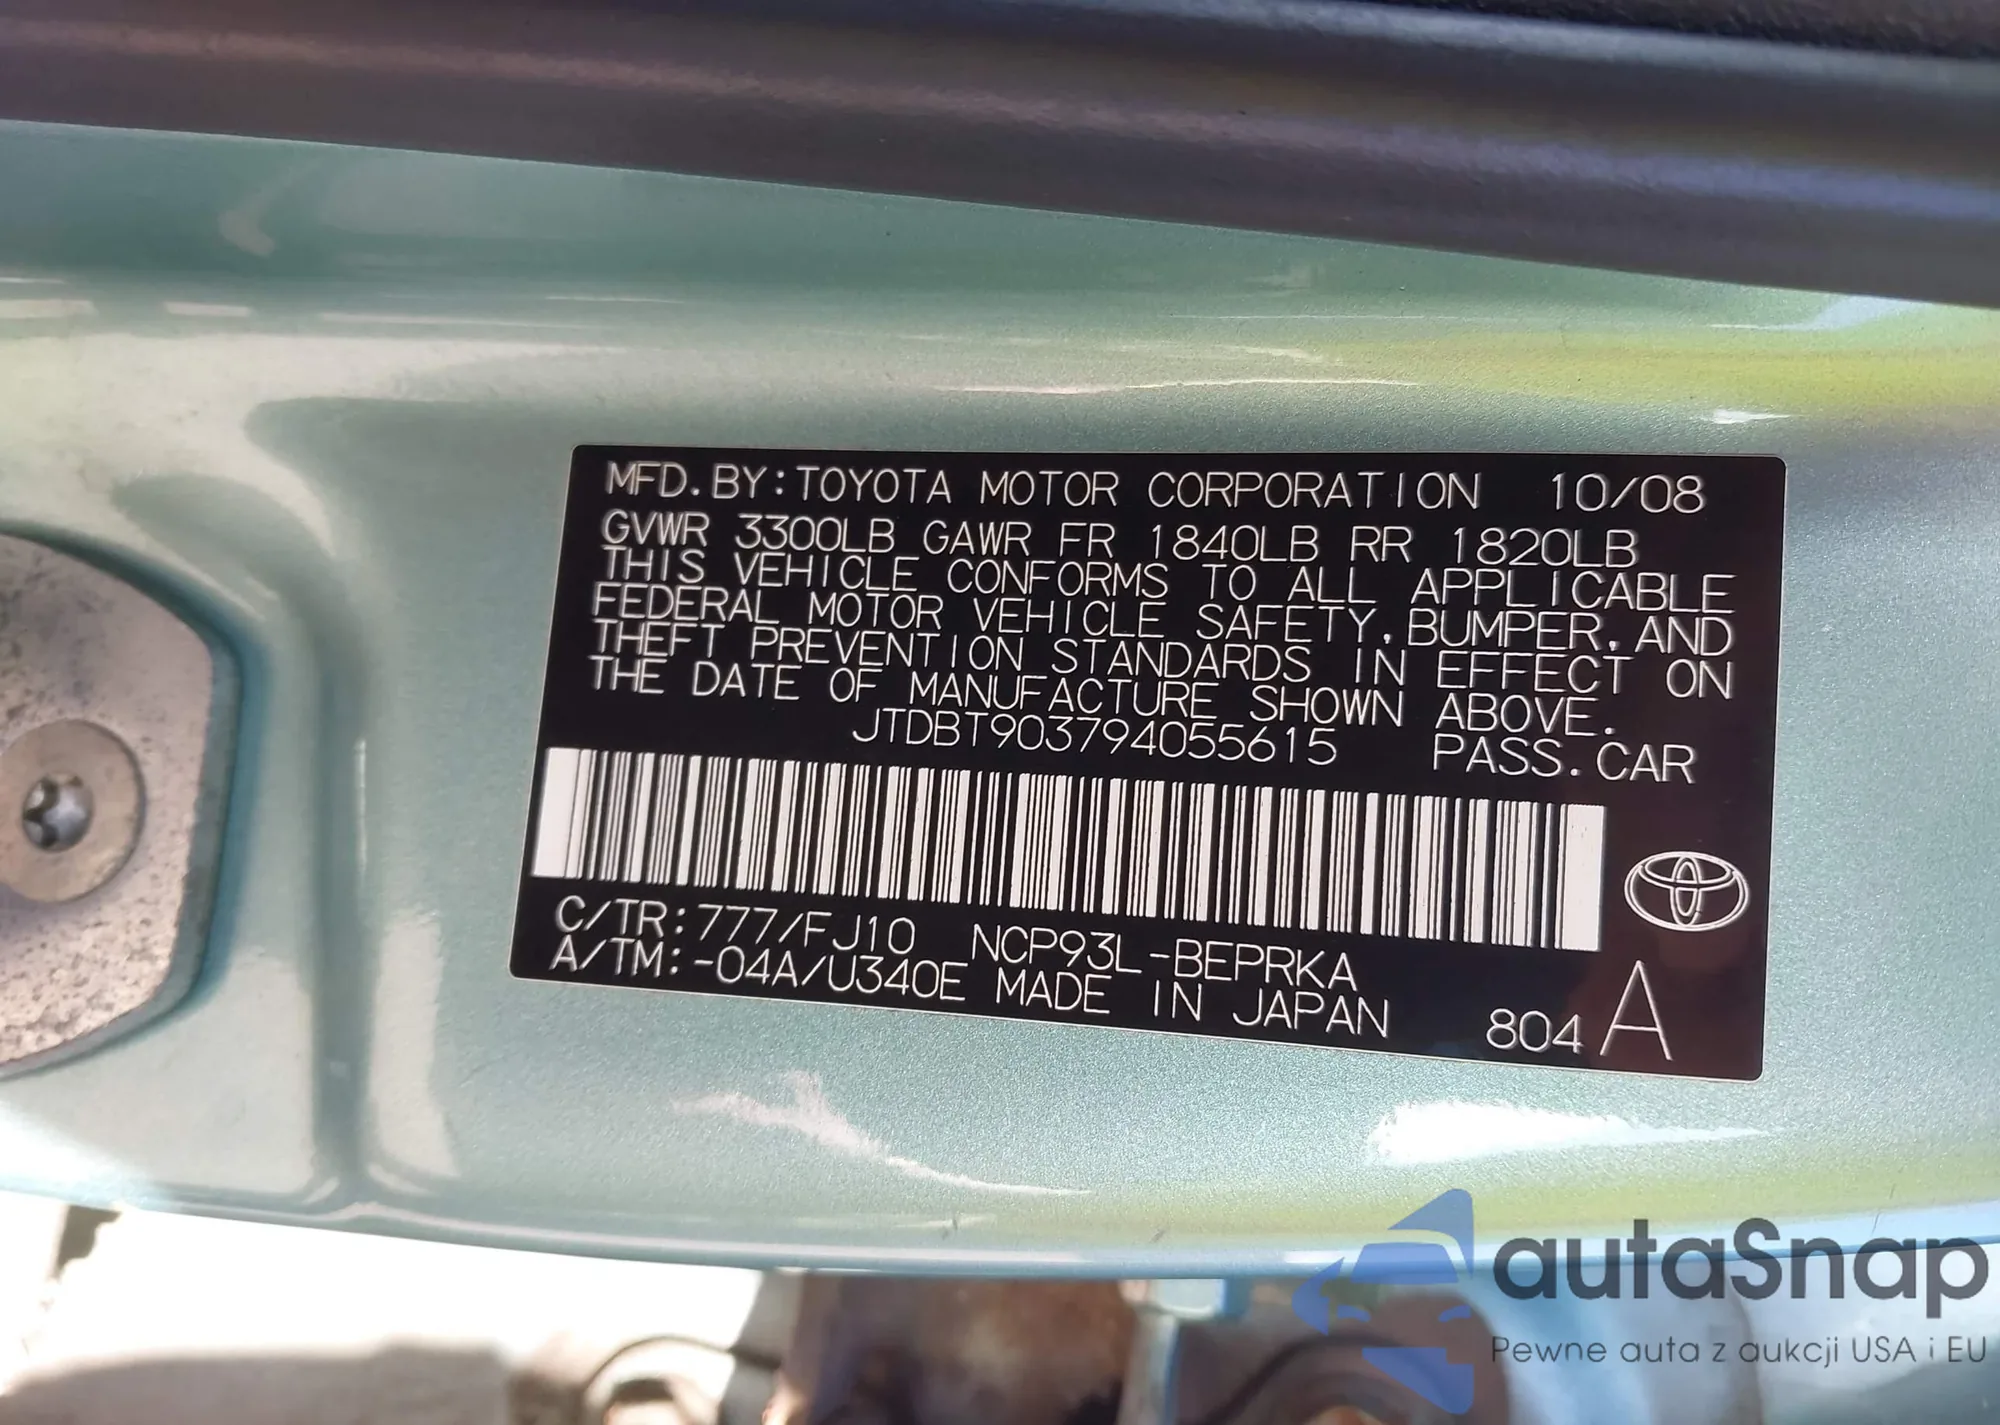 MFD.BY:TOYOTA MOTOR CORPORATION 10/08
GVWR 3300LB GAWR FR 1840LB RR 1820LB
THIS VEHICLE CONFORMS TO ALL APPLICABLE
FEDERAL MOTOR VEHICLE SAFETY,BUMPER,AND
THEFT PREVENTION STANDARDS IN EFFECT ON
THE DATE OF MANUFACTURE SHOWN ABOVE.
JTDBT903794055615 PASS.CAR
C/TR:777/FJ10 NCP93L-BEPRKA
A/TM:-04A/U340E MADE IN JAPAN 804 A
autaSnap
Pewne auta z aukcji USA i EU